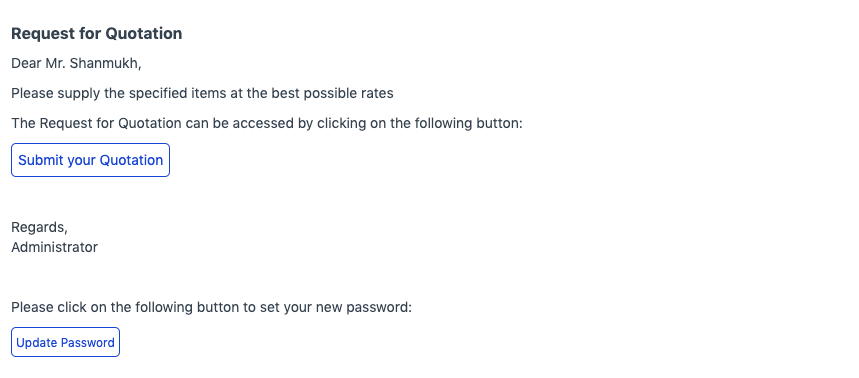 Request for Quotation
Dear Mr. Shanmukh,
Please supply the specified items at the best possible rates
The Request for Quotation can be accessed by clicking on the following button:
Submit your Quotation
Regards,
Administrator
Please click on the following button to set your new password:
Update Password